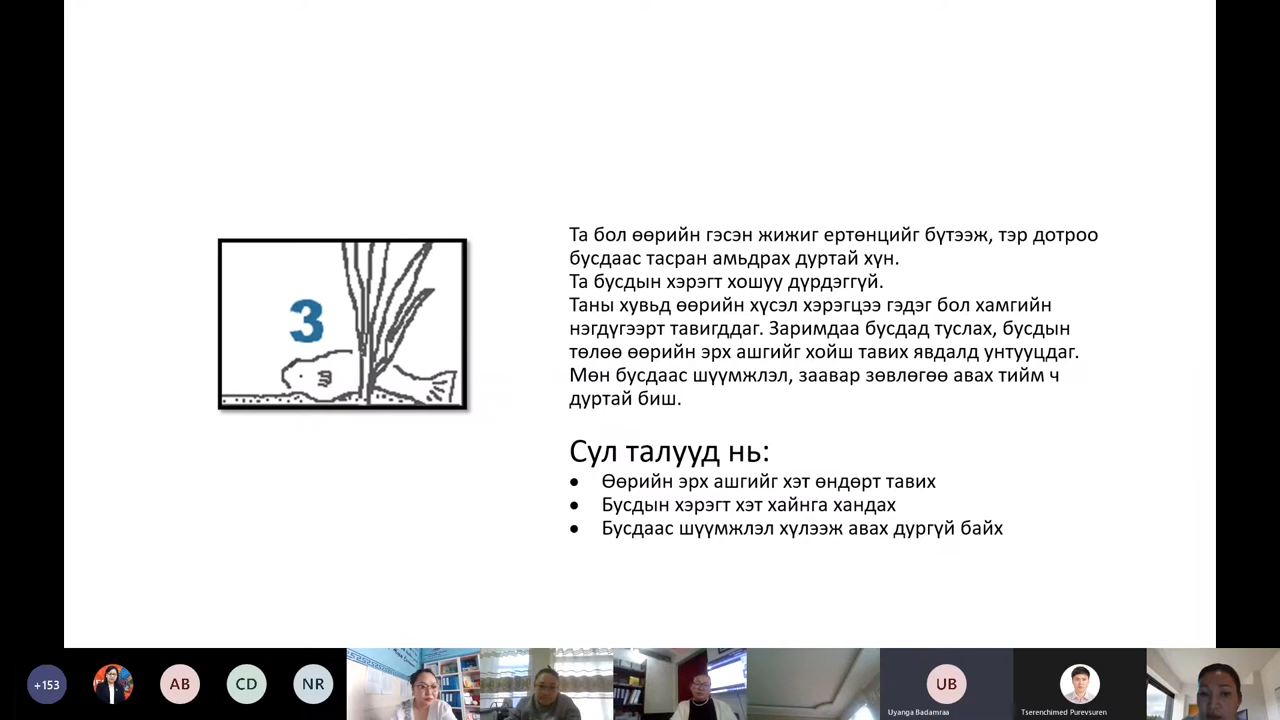 Та бол өөрийн гэсэн жижиг ертөнцийг бүтээж, тэр дотроо
бусдаас тасран амьдрах дуртай хүн.
Та бусдын хэрэгт хошуу дүрдэггүй.
Таны хувьд өөрийн хүсэл хэрэгцээ гэдэг бол хамгийн
нэгдүгээрт тавигддаг. Заримдаа бусдад туслах, бусдын
төлөө өөрийн эрх ашгийг хойш тавих явдалд унтууцдаг.
Мөн бусдаас шүүмжлэл, заавар зөвлөгөө авах тийм ч
дуртай биш.
3
Сул талууд нь:
• Өөрийн эрх ашгийг хэт өндөрт тавих
• Бусдын хэрэгт хэт хайнга хандах
• Бусдаас шүүмжлэл хүлээж авах дургүй байх
+153
AB
CD
NR
UB
Uyanga Badamraa
Tserenchimed Purevsuren